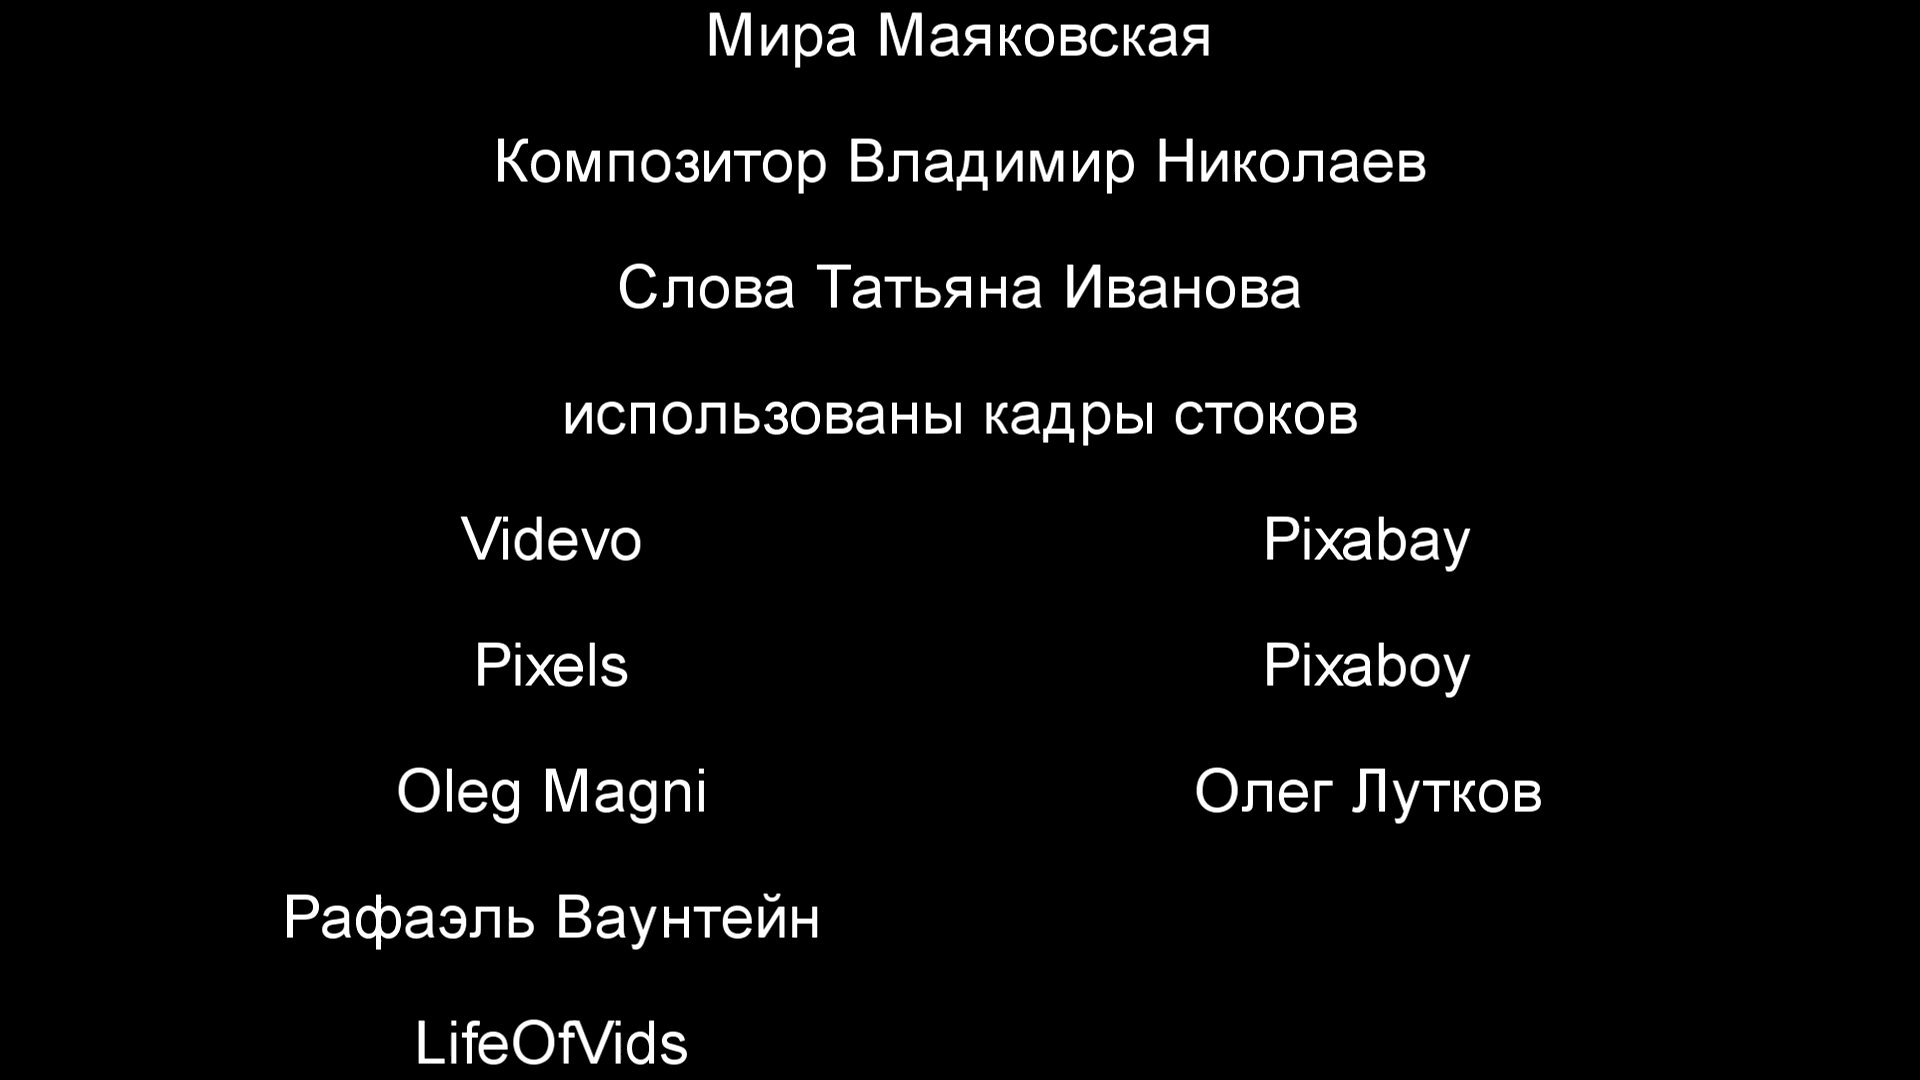 Мира Маяковская
Композитор Владимир Николаев
Слова Татьяна Иванова
использованы кадры стоков
Videvo Pixabay
Pixels Pixaboy
Oleg Magni Олег Лутков
Рафаэль Ваунтейн
LifeOfVids